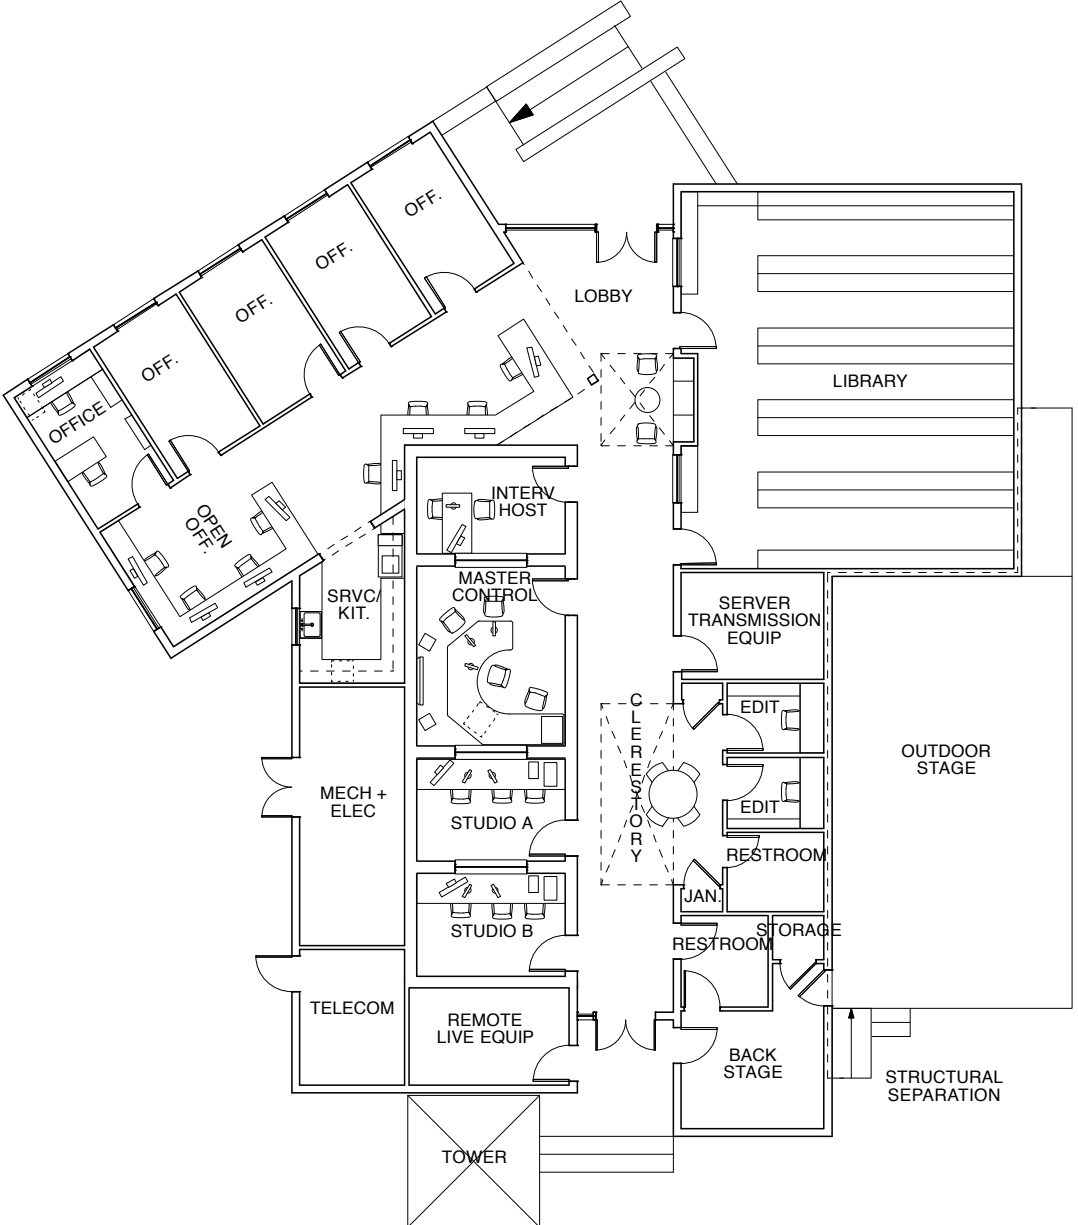 OFF.
OFF.
OFF.
OFF.
OFFICE
LOBBY
LIBRARY
OPEN
OFF.
INTERV
HOST
MASTER
CONTROL
SRVC/
KIT.
SERVER
TRANSMISSION
EQUIP
EDIT
CLERESTORY
OUTDOOR
STAGE
MECH +
ELEC
EDIT
STUDIO A
RESTROOM
JAN.
STUDIO B
RESTROOM
STORAGE
TELECOM
REMOTE
LIVE EQUIP
BACK
STAGE
STRUCTURAL
SEPARATION
TOWER